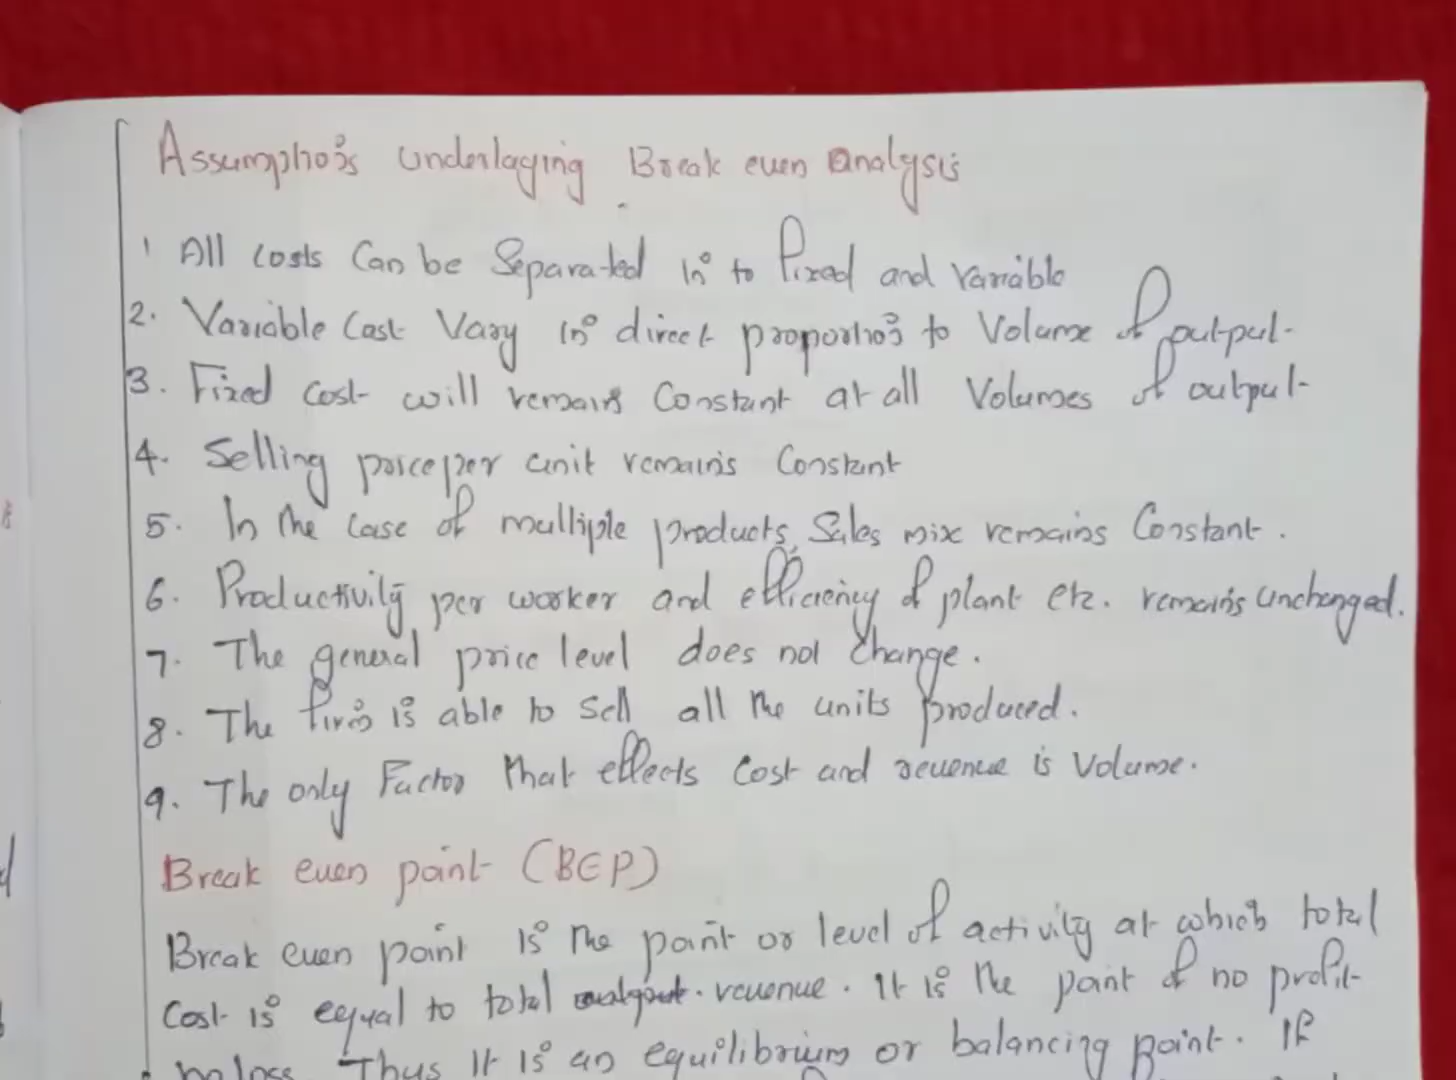 Assumptions underlaying Break even analysis
1 All costs Can be Separated in to fixed and variable
2. Variable Cost Vary in direct proportion to Volume of output
3. Fixed cost will remains Constant at all Volumes of output
4. Selling price per unit remains Constant
5. In the case of multiple products, Sales mix remains Constant.
6. Productivity per worker and efficiency of plant etc. remains unchanged.
7. The general price level does not change.
8. The firm is able to sell all the units produced.
9. The only Factor that effects Cost and revenue is Volume.
Break even point (BEP)
Break even point is the point or level of activity at which total
Cost is equal to total revenue. It is the point of no profit
no loss. Thus it is an equilibrium or balancing point. If